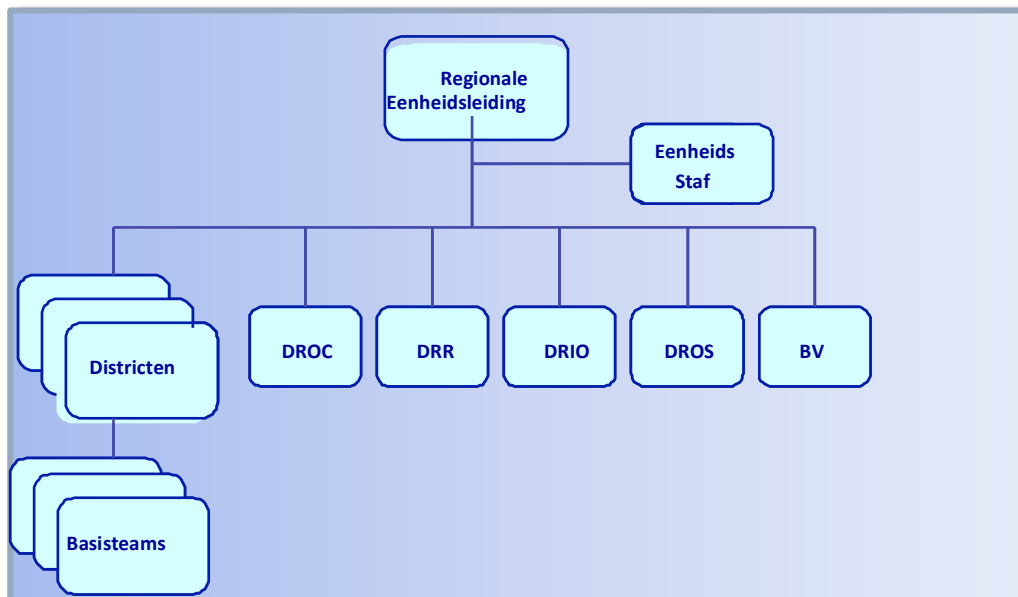 Regionale
Eenheidsleiding
Eenheids
Staf
Districten
DROC
DRR
DRIO
DROS
BV
Basisteams